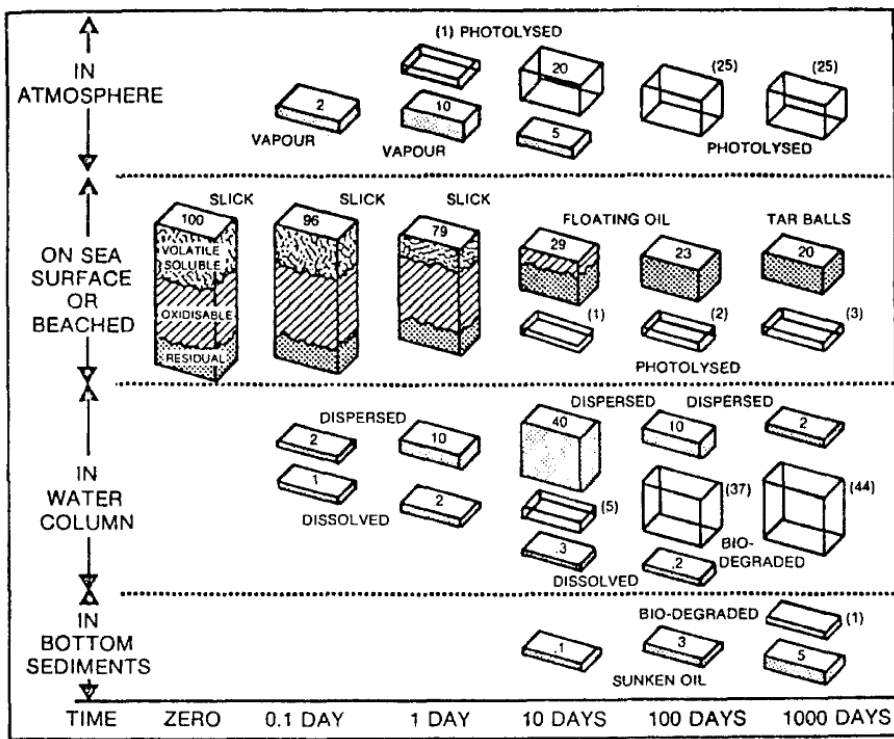 (1) PHOTOLYSED
IN
ATMOSPHERE
2
10
20
5
(25)
(25)
VAPOUR
VAPOUR
PHOTOLYSED
SLICK
SLICK
SLICK
FLOATING OIL
TAR BALLS
ON SEA
SURFACE
OR
BEACHED
100
VOLATILE
SOLUBLE
OXIDISABLE
RESIDUAL
96
79
29
23
20
(1)
(2)
(3)
PHOTOLYSED
IN
WATER
COLUMN
DISPERSED
DISPERSED
DISPERSED
2
10
40
10
2
1
2
(5)
(37)
(44)
DISSOLVED
.3
DISSOLVED
.2
BIO-
DEGRADED
IN
BOTTOM
SEDIMENTS
BIO-DEGRADED
(1)
.1
3
5
SUNKEN OIL
TIME ZERO 0.1 DAY 1 DAY 10 DAYS 100 DAYS 1000 DAYS